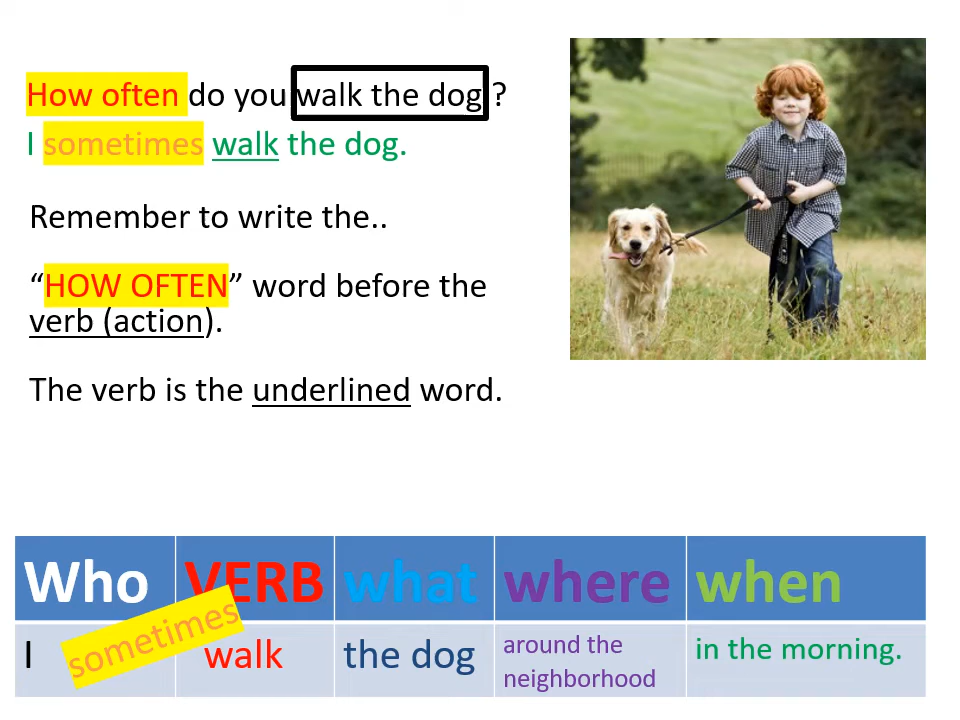 How often do you walk the dog ?
I sometimes walk the dog.
Remember to write the..
“HOW OFTEN” word before the
verb (action).
The verb is the underlined word.
Who VERB what where when
I sometimes walk the dog around the neighborhood in the morning.